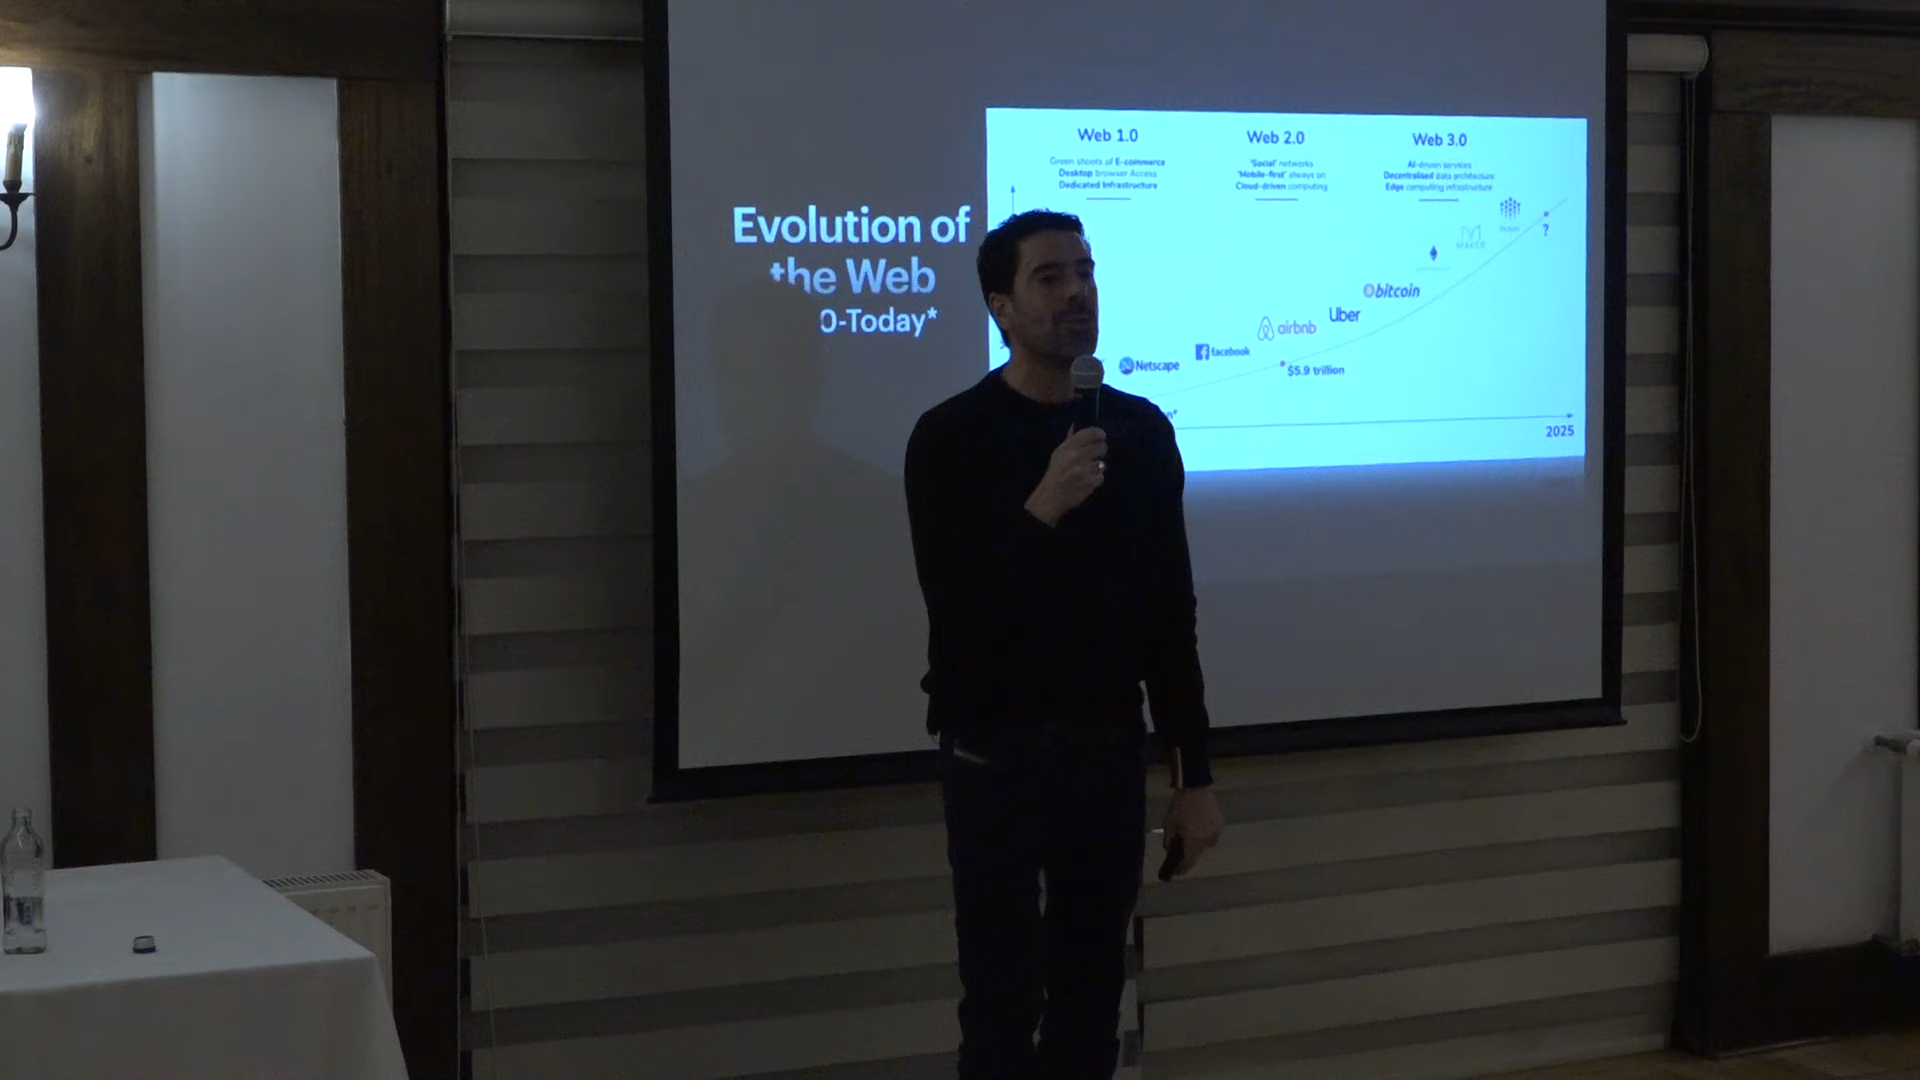 Evolution of
the Web
0-Today*
Web 1.0
Green shoots of E-commerce
Desktop browser Access
Dedicated Infrastructure
Web 2.0
'Social' networks
'Mobile-first' always on
Cloud-driven computing
Web 3.0
AI-driven services
Decentralised data architecture
Edge computing infrastructure
OCEAN
?
MAKER
bitcoin
Uber
airbnb
facebook
Netscape
$5.9 trillion
2025